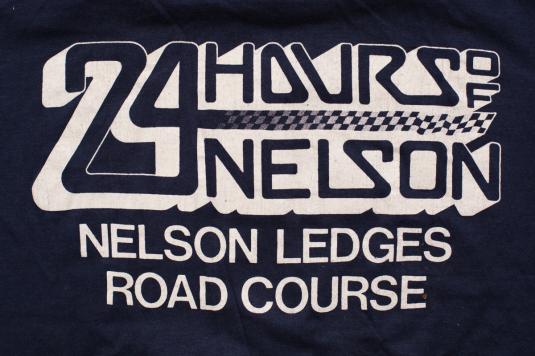 24 HOURS OF
NELSON
NELSON LEDGES
ROAD COURSE